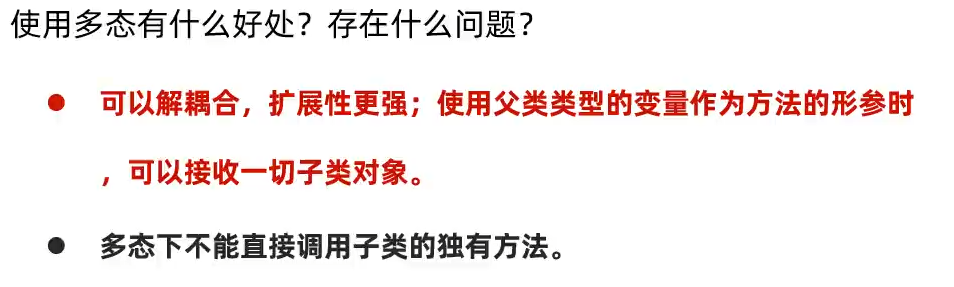 使用多态有什么好处？存在什么问题？
● 可以解耦合，扩展性更强；使用父类类型的变量作为方法的形参时
，可以接收一切子类对象。
● 多态下不能直接调用子类的独有方法。